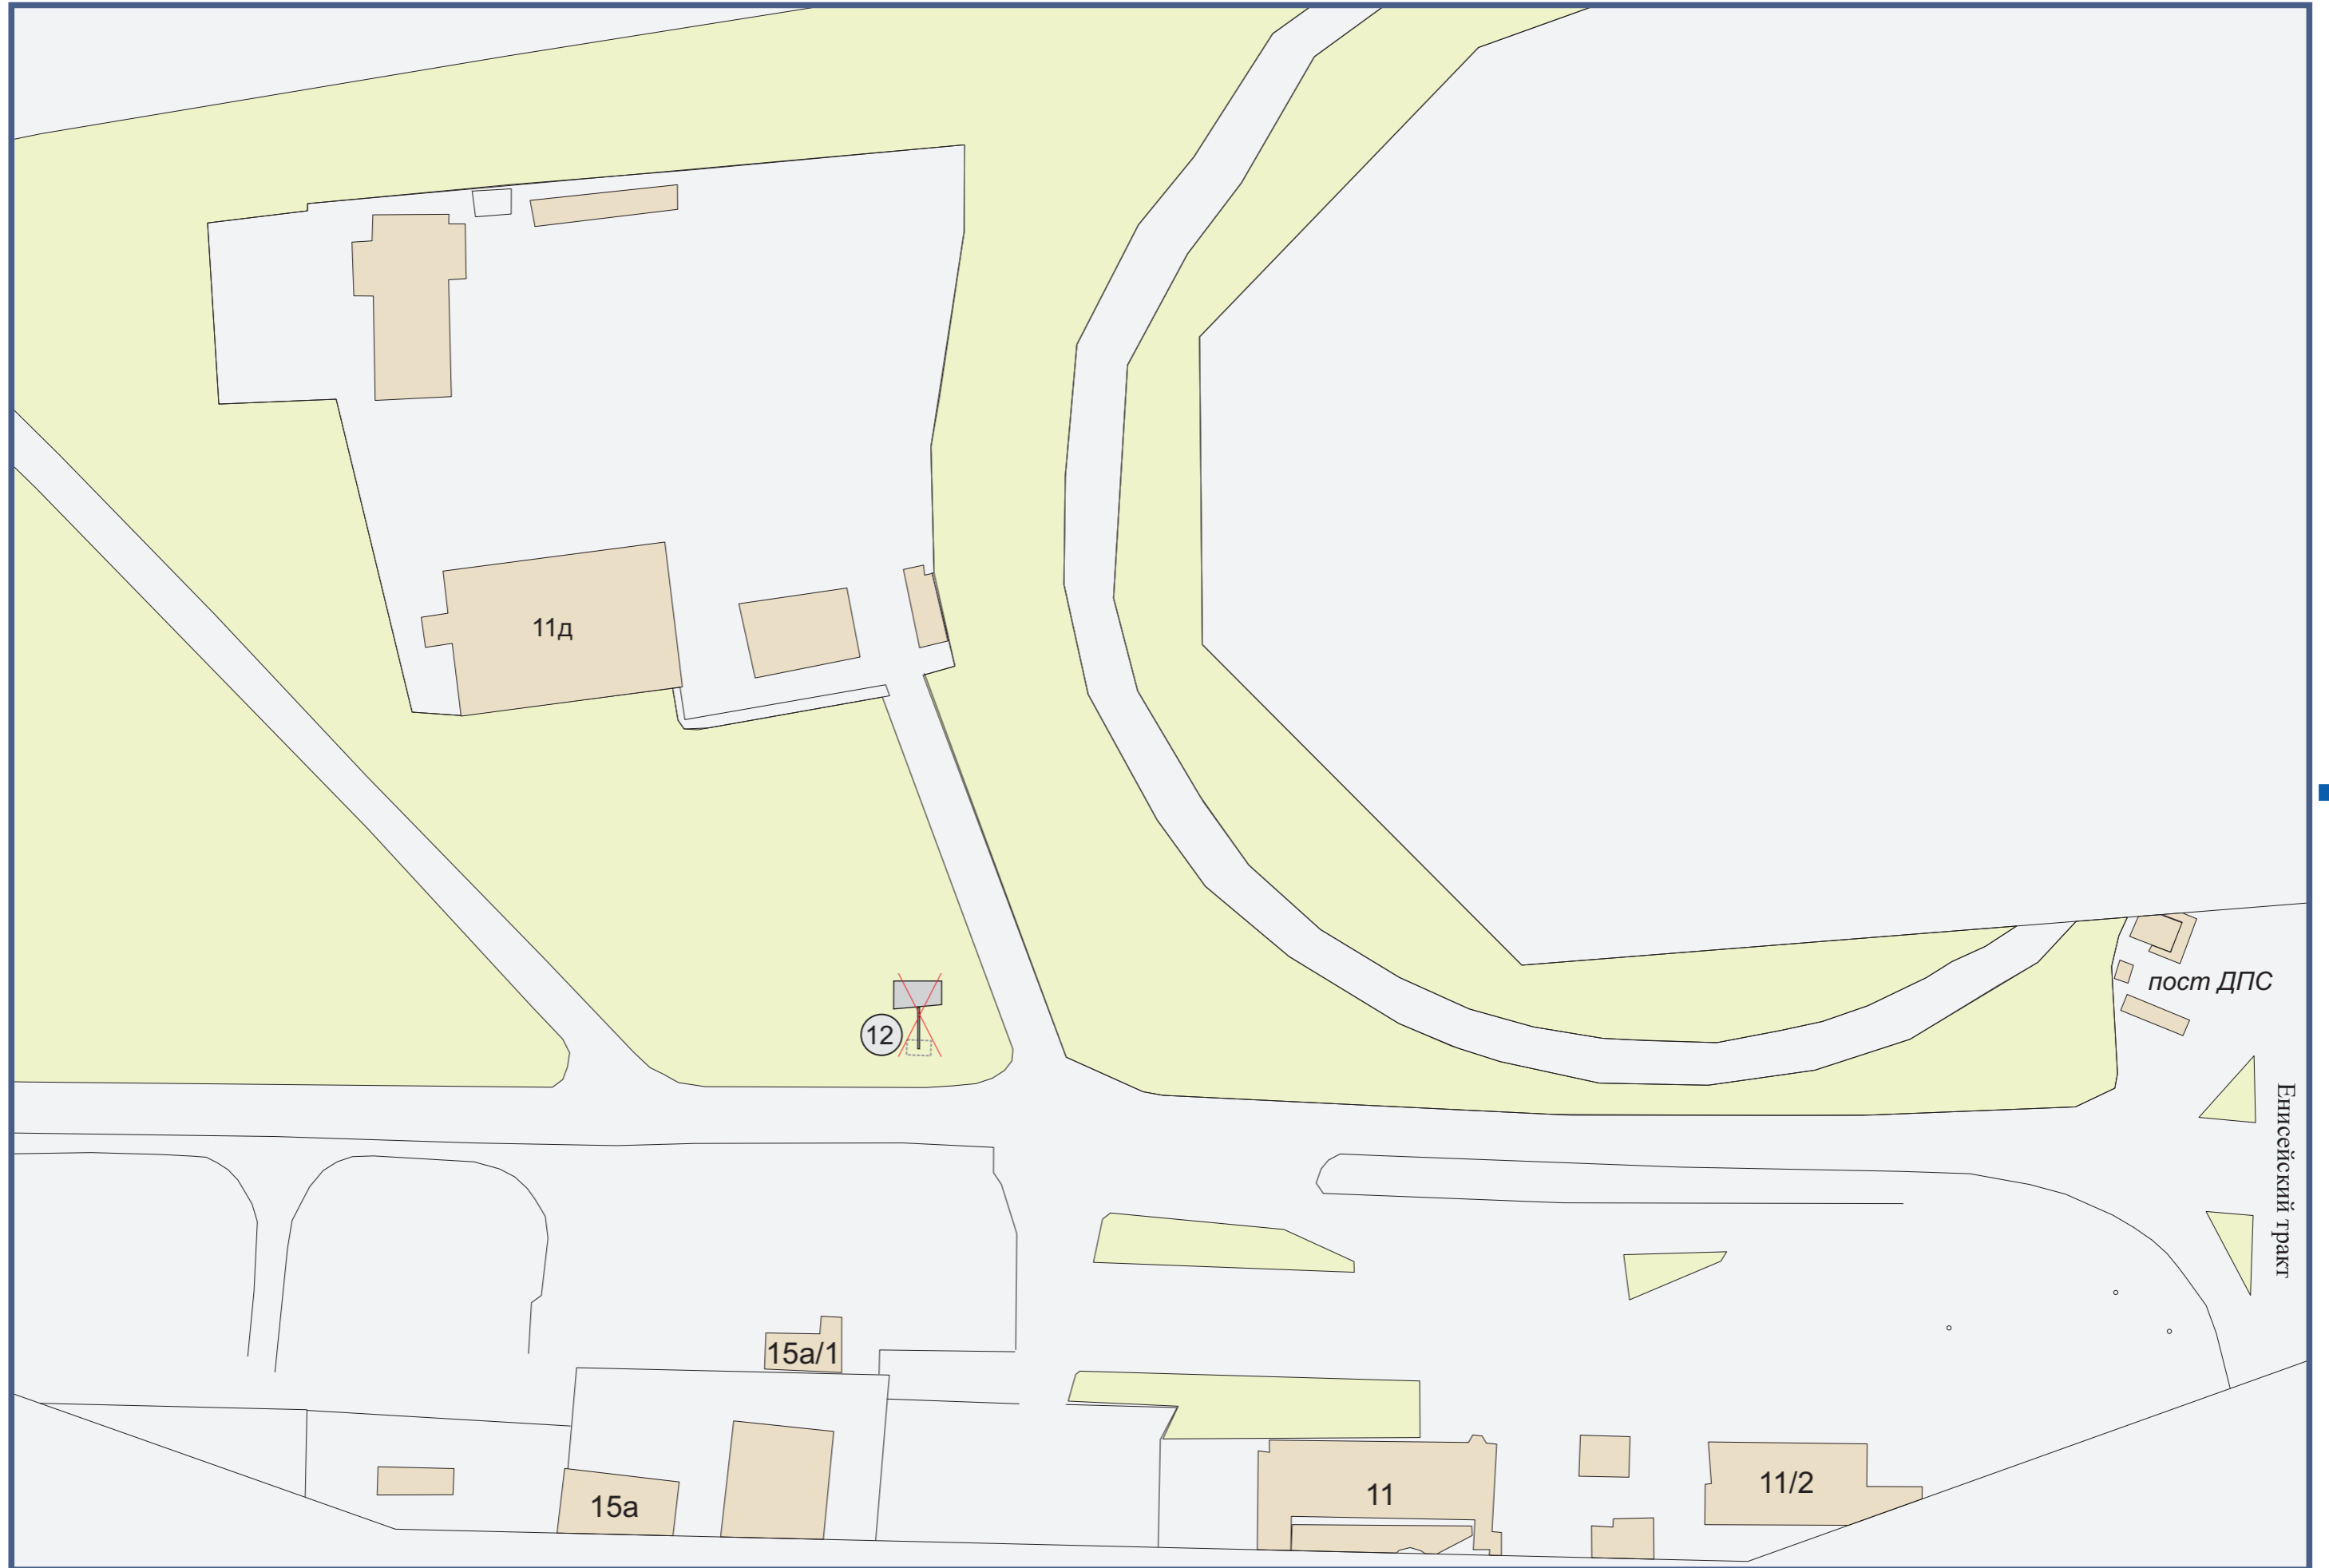 11д
пост ДПС
12
Енисейский тракт
15а/1
15а
11
11/2